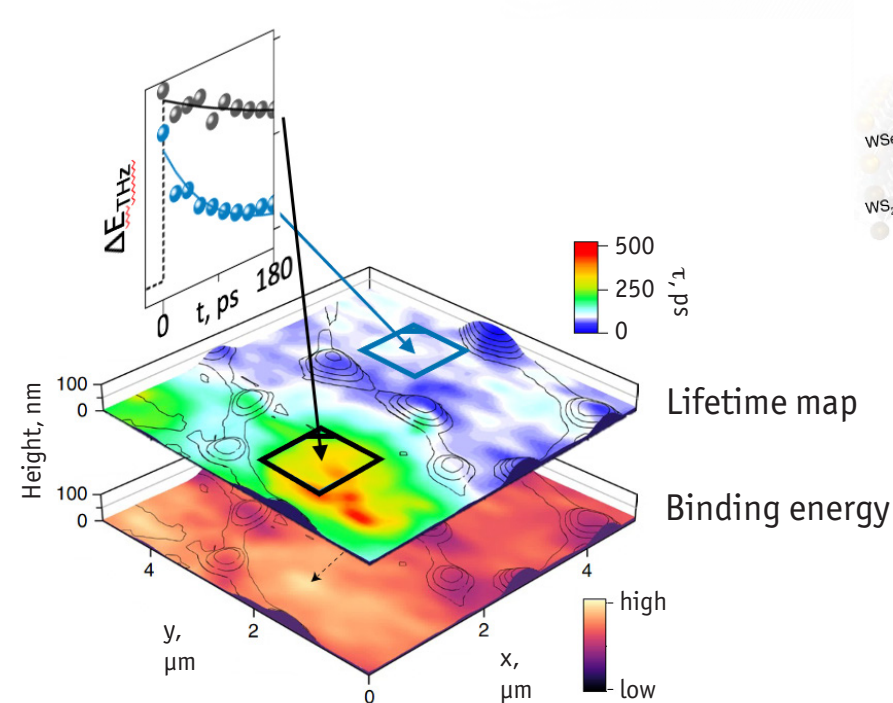 ΔE_THz
0
t, ps
180
500
250
0
τ, ps
WS₂
Height, nm
100
0
Lifetime map
100
0
Binding energy
4
2
y,
µm
0
x,
µm
2
4
high
low